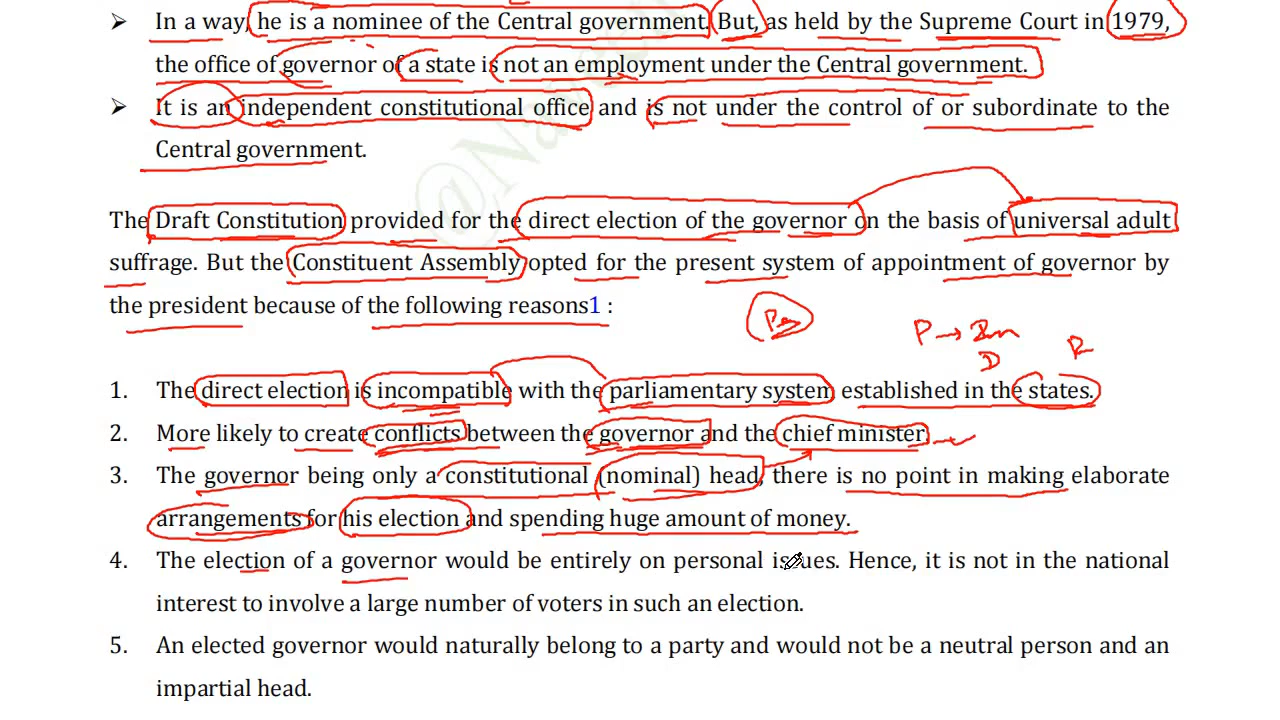 ➤ In a way, he is a nominee of the Central government. But, as held by the Supreme Court in 1979,
the office of governor of a state is not an employment under the Central government.
➤ It is an independent constitutional office and is not under the control of or subordinate to the
Central government.
The Draft Constitution provided for the direct election of the governor on the basis of universal adult
suffrage. But the Constituent Assembly opted for the present system of appointment of governor by
the president because of the following reasons1 :
1. The direct election is incompatible with the parliamentary system established in the states.
2. More likely to create conflicts between the governor and the chief minister.
3. The governor being only a constitutional (nominal) head, there is no point in making elaborate
arrangements for his election and spending huge amount of money.
4. The election of a governor would be entirely on personal issues. Hence, it is not in the national
interest to involve a large number of voters in such an election.
5. An elected governor would naturally belong to a party and would not be a neutral person and an
impartial head.